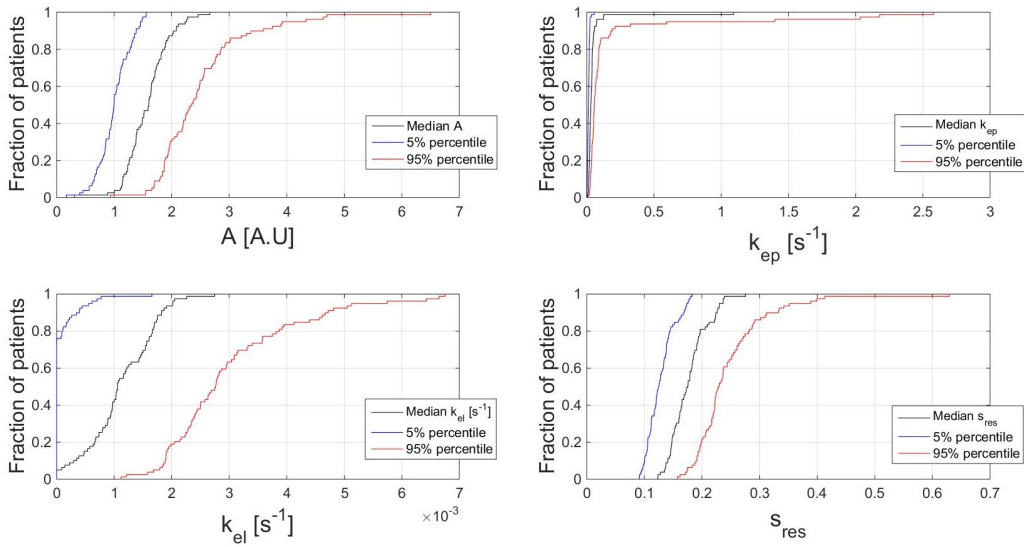 Fraction of patients
1
0.8
0.6
0.4
0.2
0
0 1 2 3 4 5 6 7
A [A.U]
Median A
5% percentile
95% percentile
Fraction of patients
1
0.8
0.6
0.4
0.2
0
0 0.5 1 1.5 2 2.5 3
k_ep [s^-1]
Median k_ep
5% percentile
95% percentile
Fraction of patients
1
0.8
0.6
0.4
0.2
0
0 1 2 3 4 5 6 7
×10^-3
k_el [s^-1]
Median k_el [s^-1]
5% percentile
95% percentile
Fraction of patients
1
0.8
0.6
0.4
0.2
0
0 0.1 0.2 0.3 0.4 0.5 0.6 0.7
s_res
Median s_res
5% percentile
95% percentile